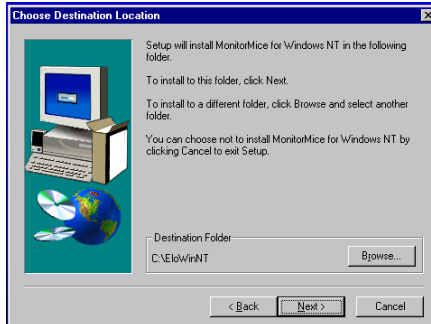 Choose Destination Location
Setup will install MonitorMice for Windows NT in the following
folder.
To install to this folder, click Next.
To install to a different folder, click Browse and select another
folder.
You can choose not to install MonitorMice for Windows NT by
clicking Cancel to exit Setup.
Destination Folder
C:\EloWinNT
Browse...
< Back
Next >
Cancel